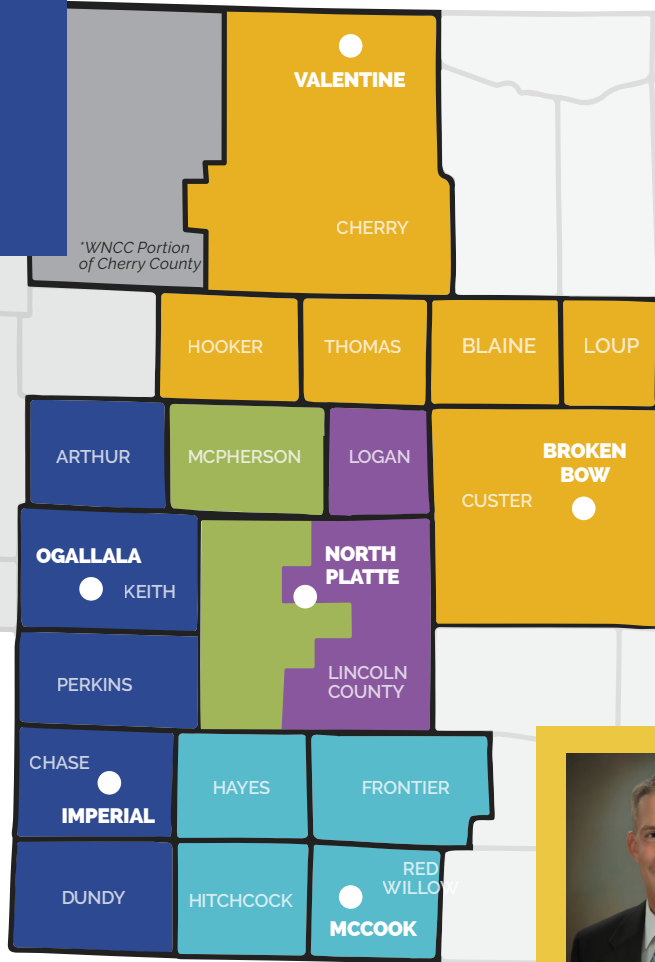 VALENTINE
CHERRY
*WNCC Portion
of Cherry County
HOOKER
THOMAS
BLAINE
LOUP
ARTHUR
MCPHERSON
LOGAN
BROKEN
BOW
CUSTER
OGALLALA
KEITH
NORTH
PLATTE
PERKINS
LINCOLN
COUNTY
CHASE
IMPERIAL
HAYES
FRONTIER
DUNDY
HITCHCOCK
RED
WILLOW
MCCOOK